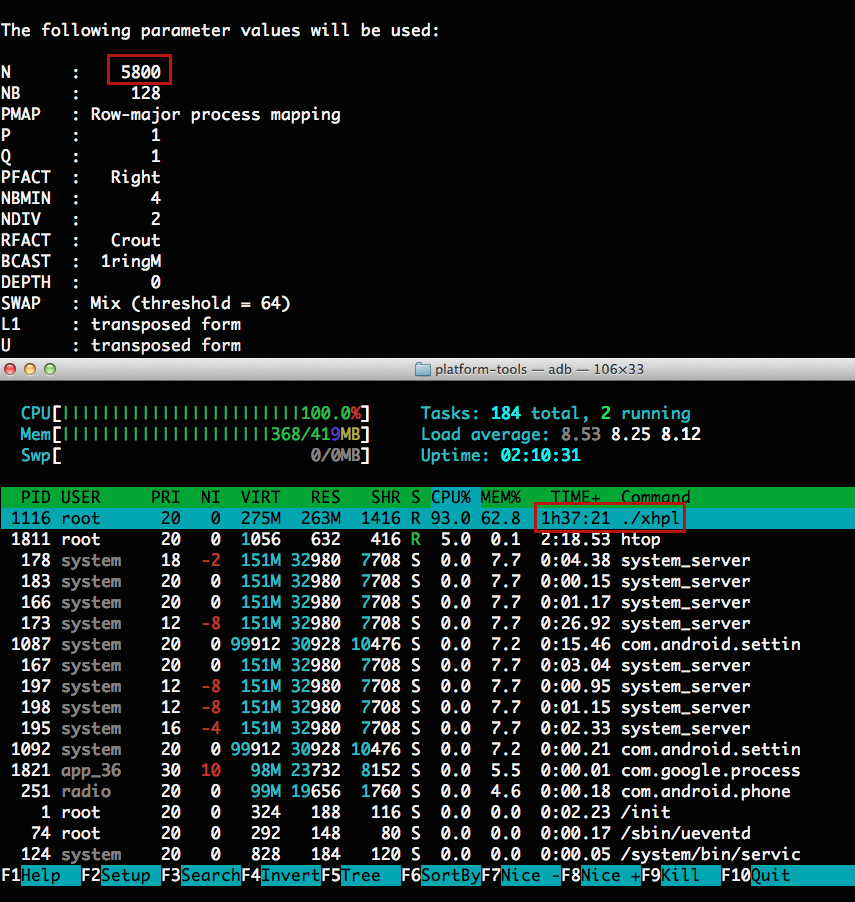 The following parameter values will be used:
N      :    5800
NB     :     128
PMAP   : Row-major process mapping
P      :       1
Q      :       1
PFACT  :   Right
NBMIN  :       4
NDIV   :       2
RFACT  :   Crout
BCAST  :  1ringM
DEPTH  :       0
SWAP   : Mix (threshold = 64)
L1     : transposed form
U      : transposed form
platform-tools — adb — 106×33
CPU[||||||||||||||||||||||||100.0%]     Tasks: 184 total, 2 running
Mem[|||||||||||||||||||||368/419MB]     Load average: 8.53 8.25 8.12
Swp[                         0/0MB]     Uptime: 02:10:31
PID USER     PRI  NI  VIRT   RES   SHR S CPU% MEM%   TIME+  Command
1116 root      20   0  275M  263M  1416 R 93.0 62.8  1h37:21 ./xhpl
1811 root      20   0  1056   632   416 R  5.0  0.1  2:18.53 htop
178 system    18  -2  151M 32980  7708 S  0.0  7.7  0:04.38 system_server
183 system    20   0  151M 32980  7708 S  0.0  7.7  0:00.15 system_server
166 system    20   0  151M 32980  7708 S  0.0  7.7  0:01.17 system_server
173 system    12  -8  151M 32980  7708 S  0.0  7.7  0:26.92 system_server
1087 system    20   0 99912 30928 10476 S  0.0  7.2  0:15.46 com.android.settin
167 system    20   0  151M 32980  7708 S  0.0  7.7  0:03.04 system_server
197 system    12  -8  151M 32980  7708 S  0.0  7.7  0:00.95 system_server
198 system    12  -8  151M 32980  7708 S  0.0  7.7  0:01.15 system_server
195 system    16  -4  151M 32980  7708 S  0.0  7.7  0:02.33 system_server
1092 system    20   0 99912 30928 10476 S  0.0  7.2  0:00.21 com.android.settin
1821 app_36    30  10   98M 23732  8152 S  0.0  5.5  0:00.01 com.google.process
251 radio     20   0   99M 19656  1760 S  0.0  4.6  0:00.18 com.android.phone
1 root      20   0   324   188   116 S  0.0  0.0  0:02.23 /init
74 root      20   0   292   148    80 S  0.0  0.0  0:00.17 /sbin/ueventd
124 system    20   0   828   184   120 S  0.0  0.0  0:00.05 /system/bin/servic
F1Help  F2Setup F3SearchF4InvertF5Tree  F6SortByF7Nice -F8Nice +F9Kill  F10Quit